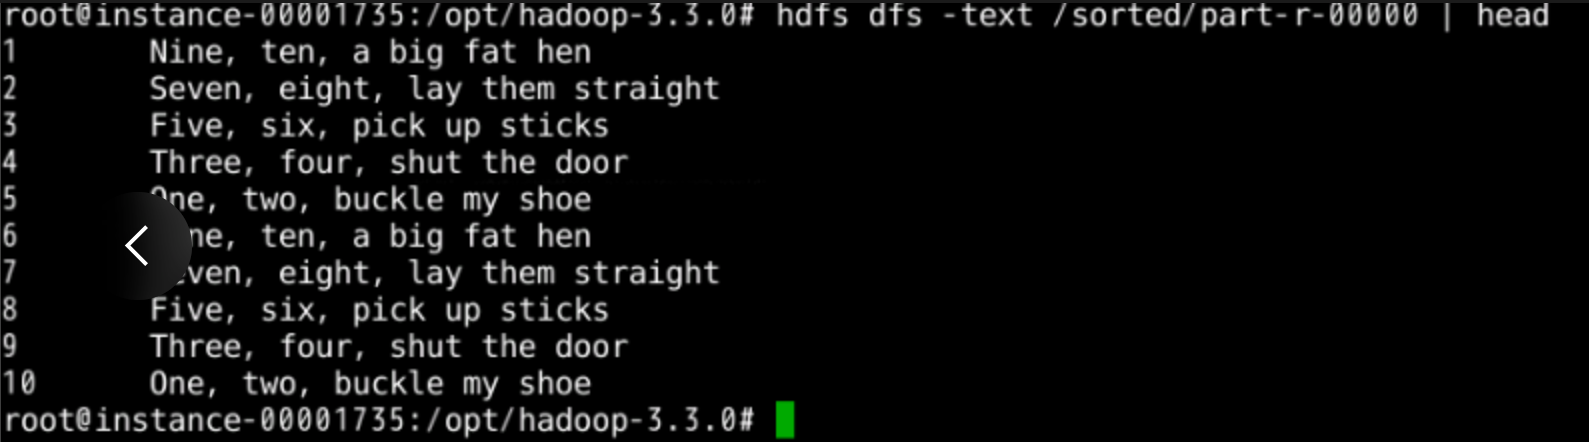 root@instance-00001735:/opt/hadoop-3.3.0# hdfs dfs -text /sorted/part-r-00000 | head
1 Nine, ten, a big fat hen
2 Seven, eight, lay them straight
3 Five, six, pick up sticks
4 Three, four, shut the door
5 One, two, buckle my shoe
6 ne, ten, a big fat hen
7 even, eight, lay them straight
8 Five, six, pick up sticks
9 Three, four, shut the door
10 One, two, buckle my shoe
root@instance-00001735:/opt/hadoop-3.3.0#